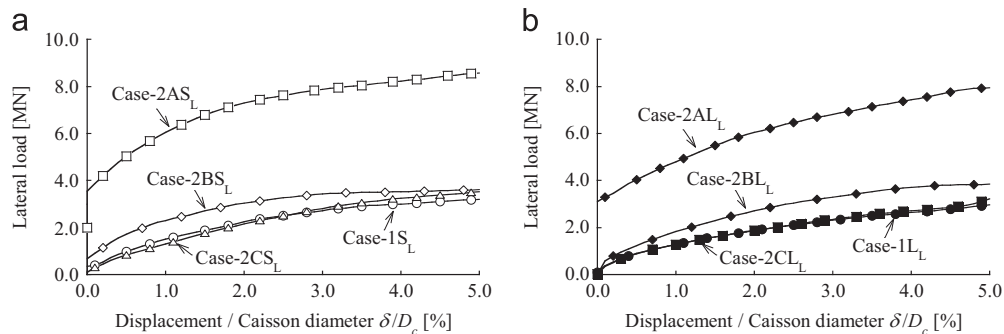 a
10.0
8.0
6.0
4.0
2.0
0.0
Lateral load [MN]
Case-2AS_L
Case-2BS_L
Case-1S_L
Case-2CS_L
0.0 1.0 2.0 3.0 4.0 5.0
Displacement / Caisson diameter δ/D_c [%]
b
10.0
8.0
6.0
4.0
2.0
0.0
Lateral load [MN]
Case-2AL_L
Case-2BL_L
Case-1L_L
Case-2CL_L
0.0 1.0 2.0 3.0 4.0 5.0
Displacement / Caisson diameter δ/D_c [%]